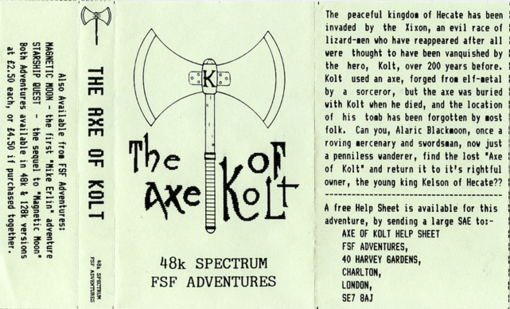 Also Available from FSF Adventures:
MAGNETIC MOON - the first "Mike Erlin" adventure
STARSHIP QUEST - the sequel to "Magnetic Moon"
Both Adventures available in 48k & 128k versions
at £2.50 each, or £4.50 if purchased together.
THE AXE OF KOLT
48K SPECTRUM
FSF ADVENTURES
K
The axe OF Kolt
48k SPECTRUM
FSF ADVENTURES
The peaceful kingdom of Hecate has been
invaded by the Xixon, an evil race of
lizard-men who have reappeared after all
were thought to have been vanquished by
the hero, Kolt, over 200 years before.
Kolt used an axe, forged from elf-metal
by a sorceror, but the axe was buried
with Kolt when he died, and the location
of his tomb has been forgotten by most
folk. Can you, Alaric Blackmoon, once a
roving mercenary and swordsman, now just
a penniless wanderer, find the lost "Axe
of Kolt" and return it to it's rightful
owner, the young king Kelson of Hecate??
A free Help Sheet is available for this
adventure, by sending a large SAE to:-
AXE OF KOLT HELP SHEET
FSF ADVENTURES,
40 HARVEY GARDENS,
CHARLTON,
LONDON,
SE7 8AJ